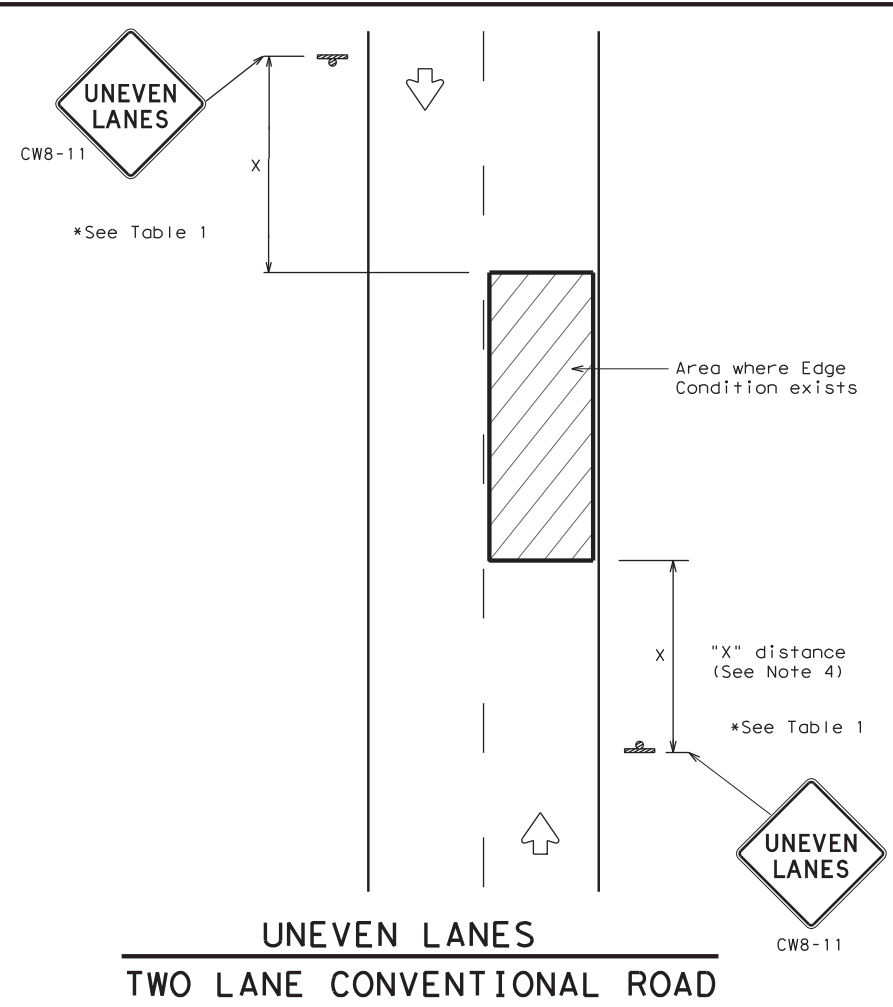 UNEVEN
LANES
CW8-11
X
*See Table 1
Area where Edge
Condition exists
X
"X" distance
(See Note 4)
*See Table 1
UNEVEN
LANES
CW8-11
UNEVEN LANES
TWO LANE CONVENTIONAL ROAD